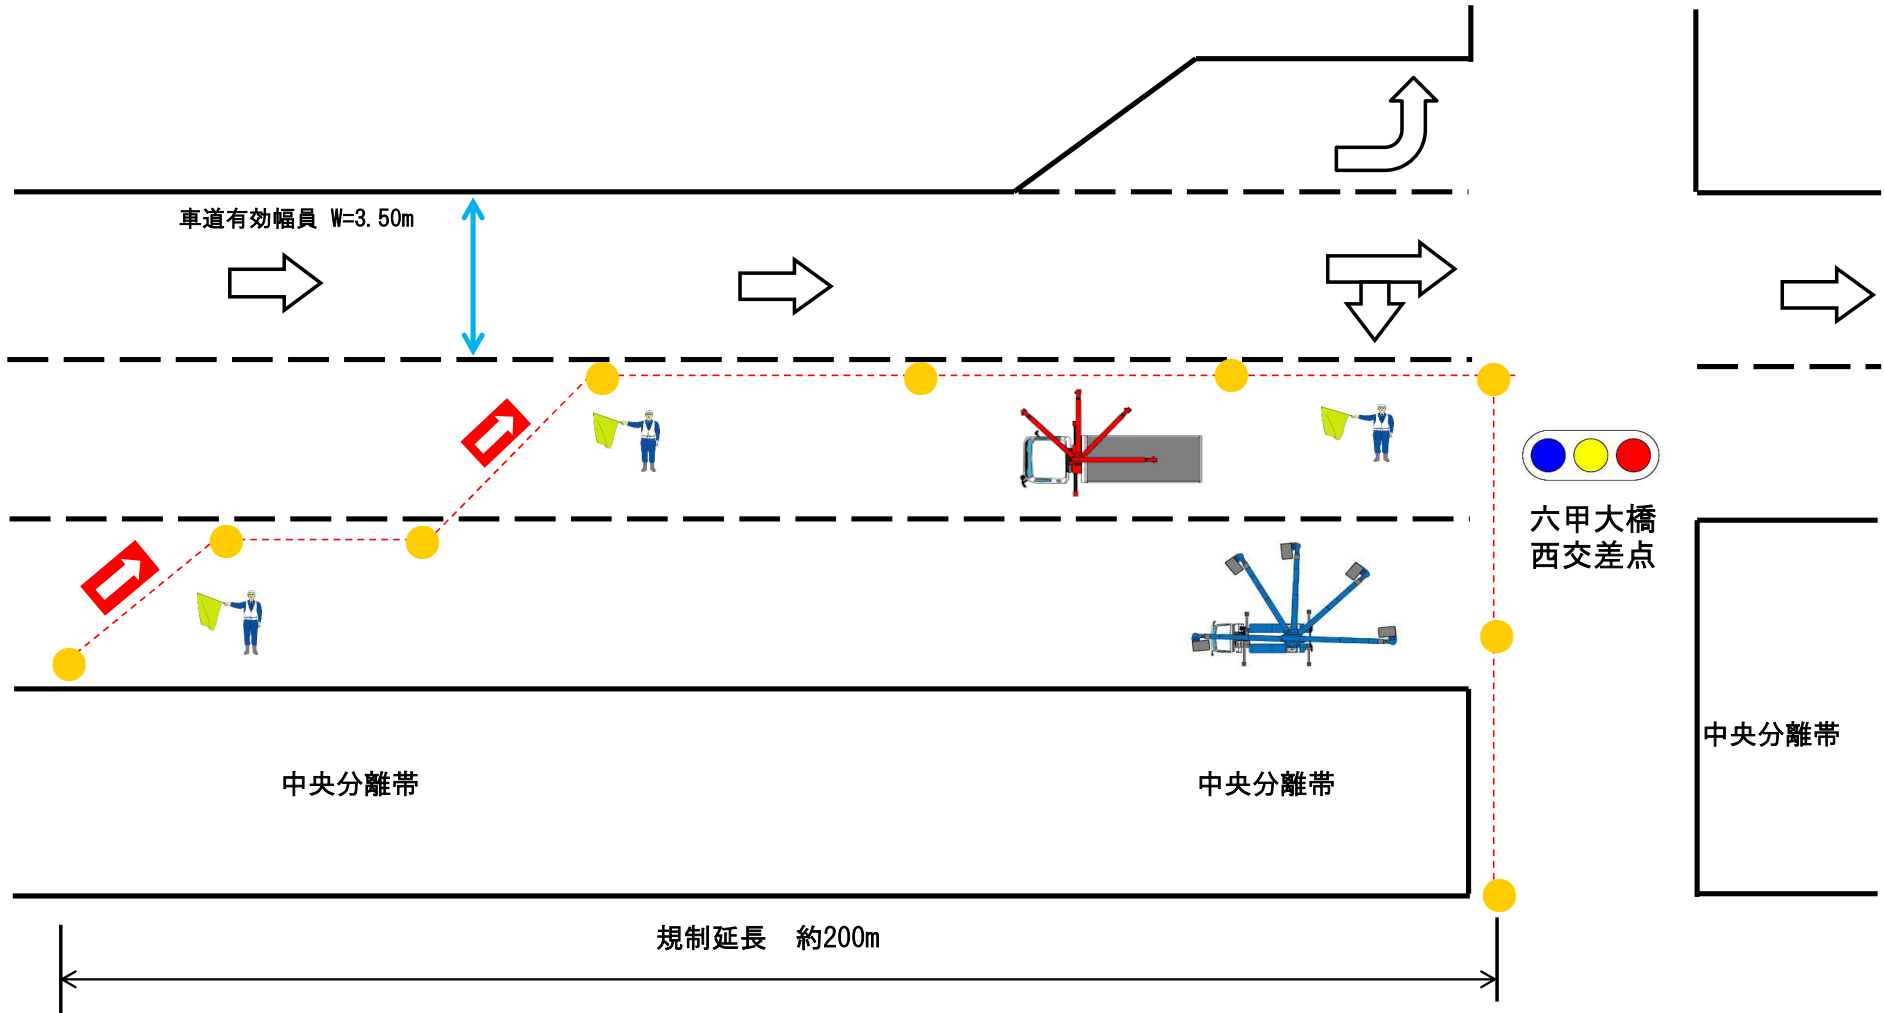 車道有効幅員 W=3.50m
六甲大橋
西交差点
中央分離帯
中央分離帯
中央分離帯
規制延長　約200m